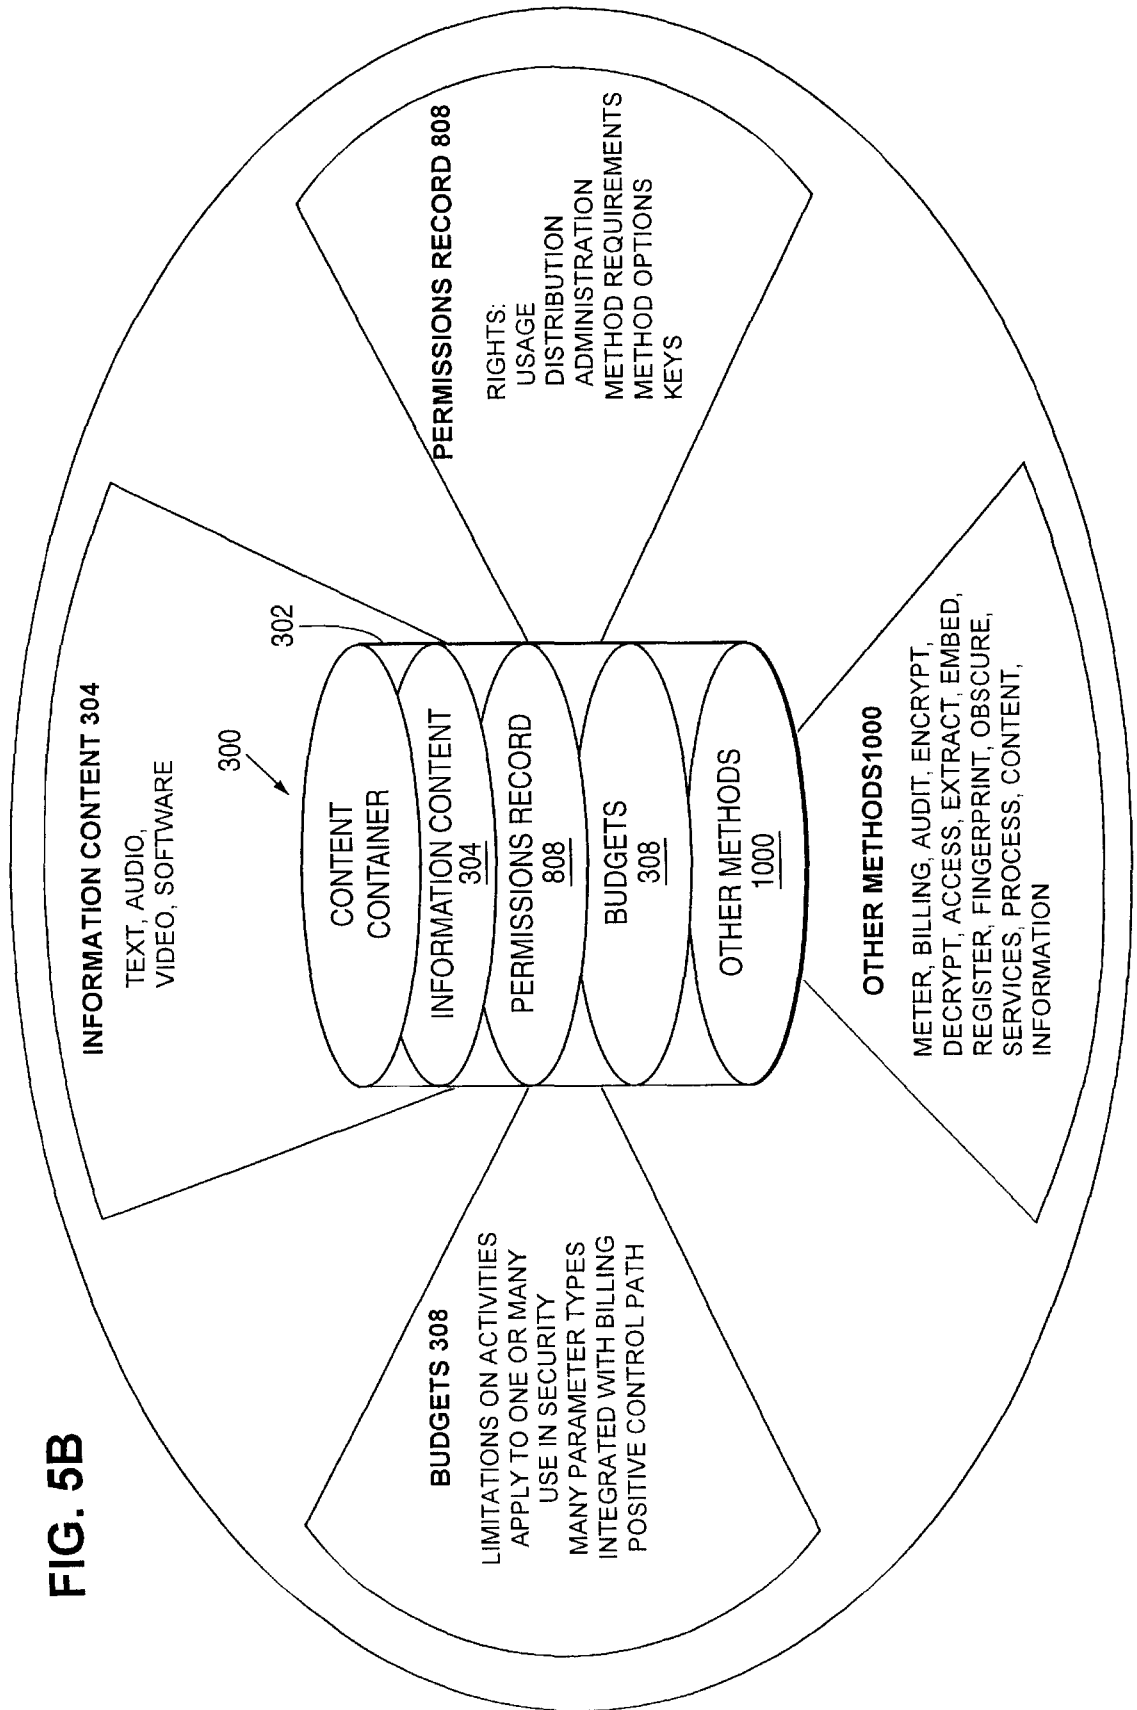 FIG. 5B
INFORMATION CONTENT 304
TEXT, AUDIO,
VIDEO, SOFTWARE
300
302
CONTENT
CONTAINER
INFORMATION CONTENT
304
PERMISSIONS RECORD
808
BUDGETS
308
OTHER METHODS
1000
BUDGETS 308
LIMITATIONS ON ACTIVITIES
APPLY TO ONE OR MANY
USE IN SECURITY
MANY PARAMETER TYPES
INTEGRATED WITH BILLING
POSITIVE CONTROL PATH
PERMISSIONS RECORD 808
RIGHTS:
USAGE
DISTRIBUTION
ADMINISTRATION
METHOD REQUIREMENTS
METHOD OPTIONS
KEYS
OTHER METHODS1000
METER, BILLING, AUDIT, ENCRYPT,
DECRYPT, ACCESS, EXTRACT, EMBED,
REGISTER, FINGERPRINT, OBSCURE,
SERVICES, PROCESS, CONTENT,
INFORMATION